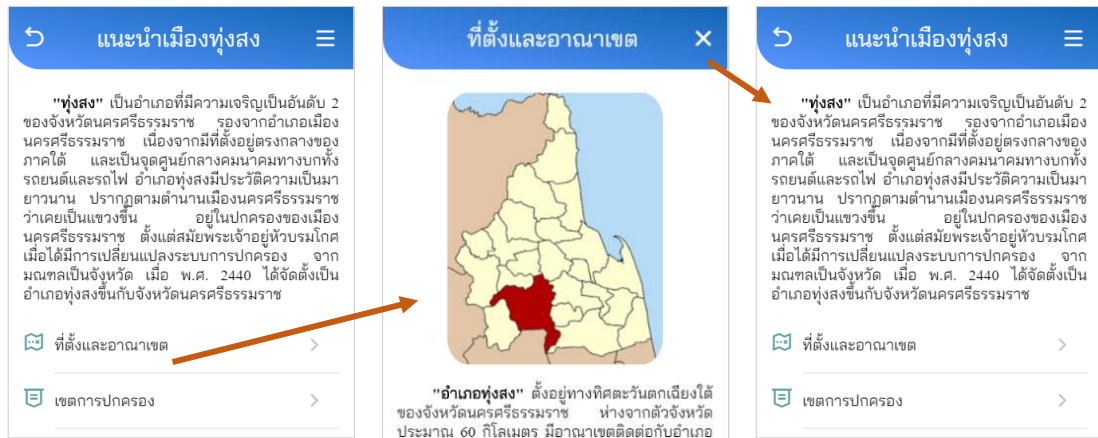 แนะนำเมืองทุ่งสง
"ทุ่งสง" เป็นอำเภอที่มีความเจริญเป็นอันดับ 2
ของจังหวัดนครศรีธรรมราช รองจากอำเภอเมือง
นครศรีธรรมราช เนื่องจากมีที่ตั้งอยู่ตรงกลางของ
ภาคใต้ และเป็นจุดศูนย์กลางคมนาคมทางบกทั้ง
รถยนต์และรถไฟ อำเภอทุ่งสงมีประวัติความเป็นมา
ยาวนาน ปรากฏตามตำนานเมืองนครศรีธรรมราช
ว่าเคยเป็นแขวงขึ้น อยู่ในปกครองของเมือง
นครศรีธรรมราช ตั้งแต่สมัยพระเจ้าอยู่หัวบรมโกศ
เมื่อได้มีการเปลี่ยนแปลงระบบการปกครอง จาก
มณฑลเป็นจังหวัด เมื่อ พ.ศ. 2440 ได้จัดตั้งเป็น
อำเภอทุ่งสงขึ้นกับจังหวัดนครศรีธรรมราช
ที่ตั้งและอาณาเขต
เขตการปกครอง
ที่ตั้งและอาณาเขต
"อำเภอทุ่งสง" ตั้งอยู่ทางทิศตะวันตกเฉียงใต้
ของจังหวัดนครศรีธรรมราช ห่างจากตัวจังหวัด
ประมาณ 60 กิโลเมตร มีอาณาเขตติดต่อกับอำเภอ
แนะนำเมืองทุ่งสง
"ทุ่งสง" เป็นอำเภอที่มีความเจริญเป็นอันดับ 2
ของจังหวัดนครศรีธรรมราช รองจากอำเภอเมือง
นครศรีธรรมราช เนื่องจากมีที่ตั้งอยู่ตรงกลางของ
ภาคใต้ และเป็นจุดศูนย์กลางคมนาคมทางบกทั้ง
รถยนต์และรถไฟ อำเภอทุ่งสงมีประวัติความเป็นมา
ยาวนาน ปรากฏตามตำนานเมืองนครศรีธรรมราช
ว่าเคยเป็นแขวงขึ้น อยู่ในปกครองของเมือง
นครศรีธรรมราช ตั้งแต่สมัยพระเจ้าอยู่หัวบรมโกศ
เมื่อได้มีการเปลี่ยนแปลงระบบการปกครอง จาก
มณฑลเป็นจังหวัด เมื่อ พ.ศ. 2440 ได้จัดตั้งเป็น
อำเภอทุ่งสงขึ้นกับจังหวัดนครศรีธรรมราช
ที่ตั้งและอาณาเขต
เขตการปกครอง